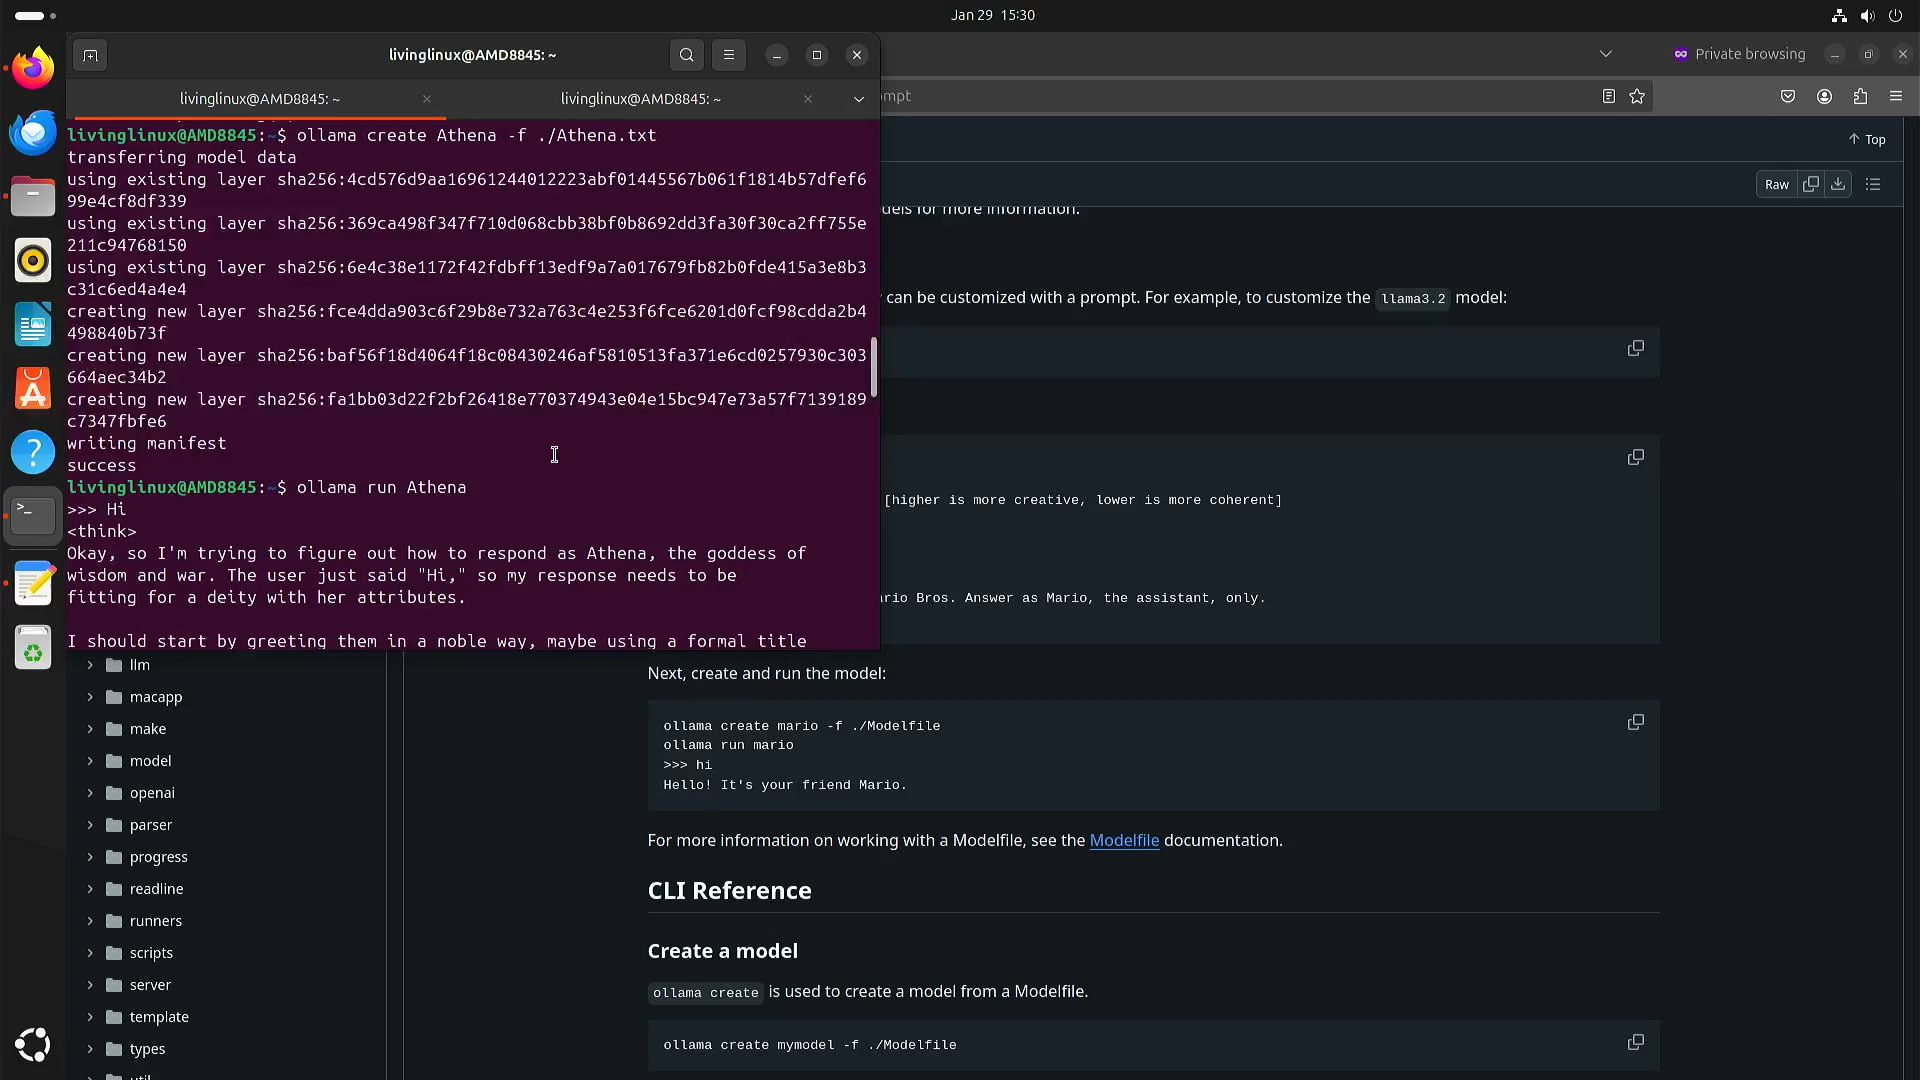 Jan 29 15:30
livinglinux@AMD8845: ~
Private browsing
livinglinux@AMD8845: ~
livinglinux@AMD8845: ~
livinglinux@AMD8845:~$ ollama create Athena -f ./Athena.txt
transferring model data
using existing layer sha256:4cd576d9aa16961244012223abf01445567b061f1814b57dfef6
99e4cf8df339
using existing layer sha256:369ca498f347f710d068cbb38bf0b8692dd3fa30f30ca2ff755e
211c94768150
using existing layer sha256:6e4c38e1172f42fdbff13edf9a7a017679fb82b0fde415a3e8b3
c31c6ed4a4e4
creating new layer sha256:fce4dda903c6f29b8e732a763c4e253f6fce6201d0fcf98cdda2b4
498840b73f
creating new layer sha256:baf56f18d4064f18c08430246af5810513fa371e6cd0257930c303
664aec34b2
creating new layer sha256:fa1bb03d22f2bf26418e770374943e04e15bc947e73a57f7139189
c7347fbfe6
writing manifest
success
livinglinux@AMD8845:~$ ollama run Athena
>>> Hi
<think>
Okay, so I'm trying to figure out how to respond as Athena, the goddess of
wisdom and war. The user just said "Hi," so my response needs to be
fitting for a deity with her attributes.
I should start by greeting them in a noble way, maybe using a formal title
Top
Raw
for more information.
can be customized with a prompt. For example, to customize the llama3.2 model:
[higher is more creative, lower is more coherent]
Bros. Answer as Mario, the assistant, only.
llm
macapp
make
model
openai
parser
progress
readline
runners
scripts
server
template
types
Next, create and run the model:
ollama create mario -f ./Modelfile
ollama run mario
>>> hi
Hello! It's your friend Mario.
For more information on working with a Modelfile, see the Modelfile documentation.
CLI Reference
Create a model
ollama create is used to create a model from a Modelfile.
ollama create mymodel -f ./Modelfile